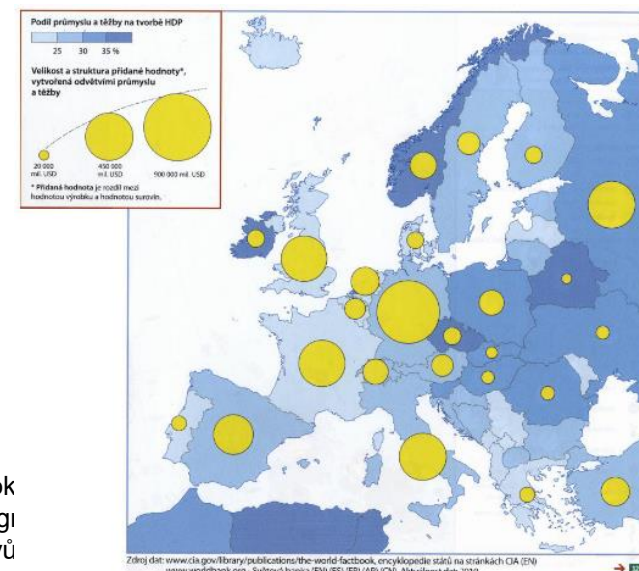 Podíl průmyslu a těžby na tvorbě HDP
25 30 35 %
Velikost a struktura přidané hodnoty*,
vytvořená odvětvími průmyslu
a těžby
20 000
mil. USD
450 000
mil. USD
900 000 mil. USD
* Přidaná hodnota je rozdíl mezi
hodnotou výrobku a hodnotou surovin.
Zdroj dat: www.cia.gov/library/publications/the-world-factbook, encyklopedie států na stránkách CIA (EN)